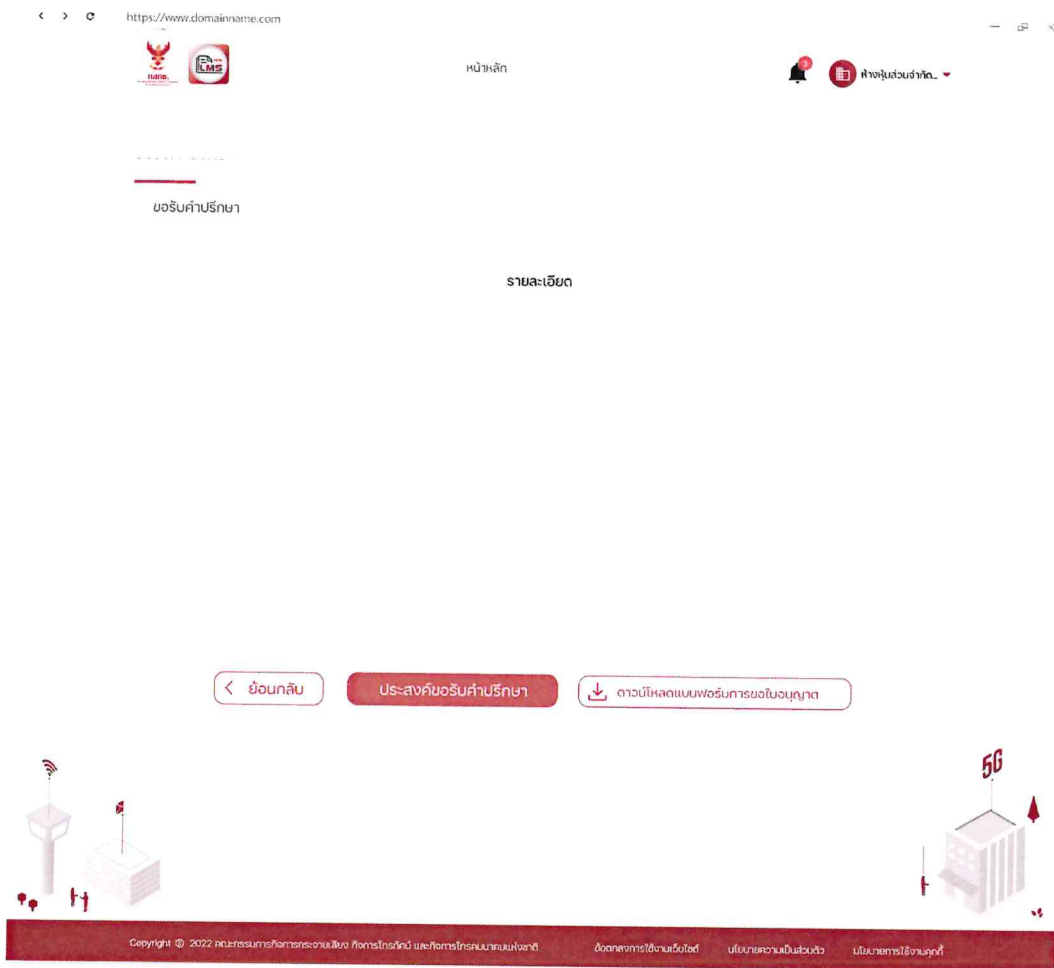 https://www.domainname.com
กสทช.
LMS
หน้าหลัก
3
ห้างหุ้นส่วนจำกัด...
ขอรับคำปรึกษา
รายละเอียด
ย้อนกลับ
ประสงค์ขอรับคำปรึกษา
ดาวน์โหลดแบบฟอร์มการขอใบอนุญาต
5G
Copyright © 2022 คณะกรรมการกิจการกระจายเสียง กิจการโทรทัศน์ และกิจการโทรคมนาคมแห่งชาติ
ข้อตกลงการใช้งานเว็บไซต์
นโยบายความเป็นส่วนตัว
นโยบายการใช้งานคุกกี้